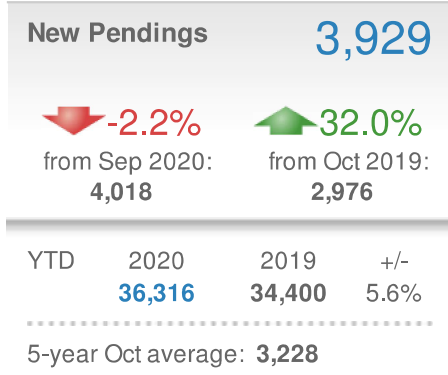 New Pendings 3,929
-2.2% 32.0%
from Sep 2020: from Oct 2019:
4,018 2,976
YTD 2020 2019 +/-
36,316 34,400 5.6%
5-year Oct average: 3,228